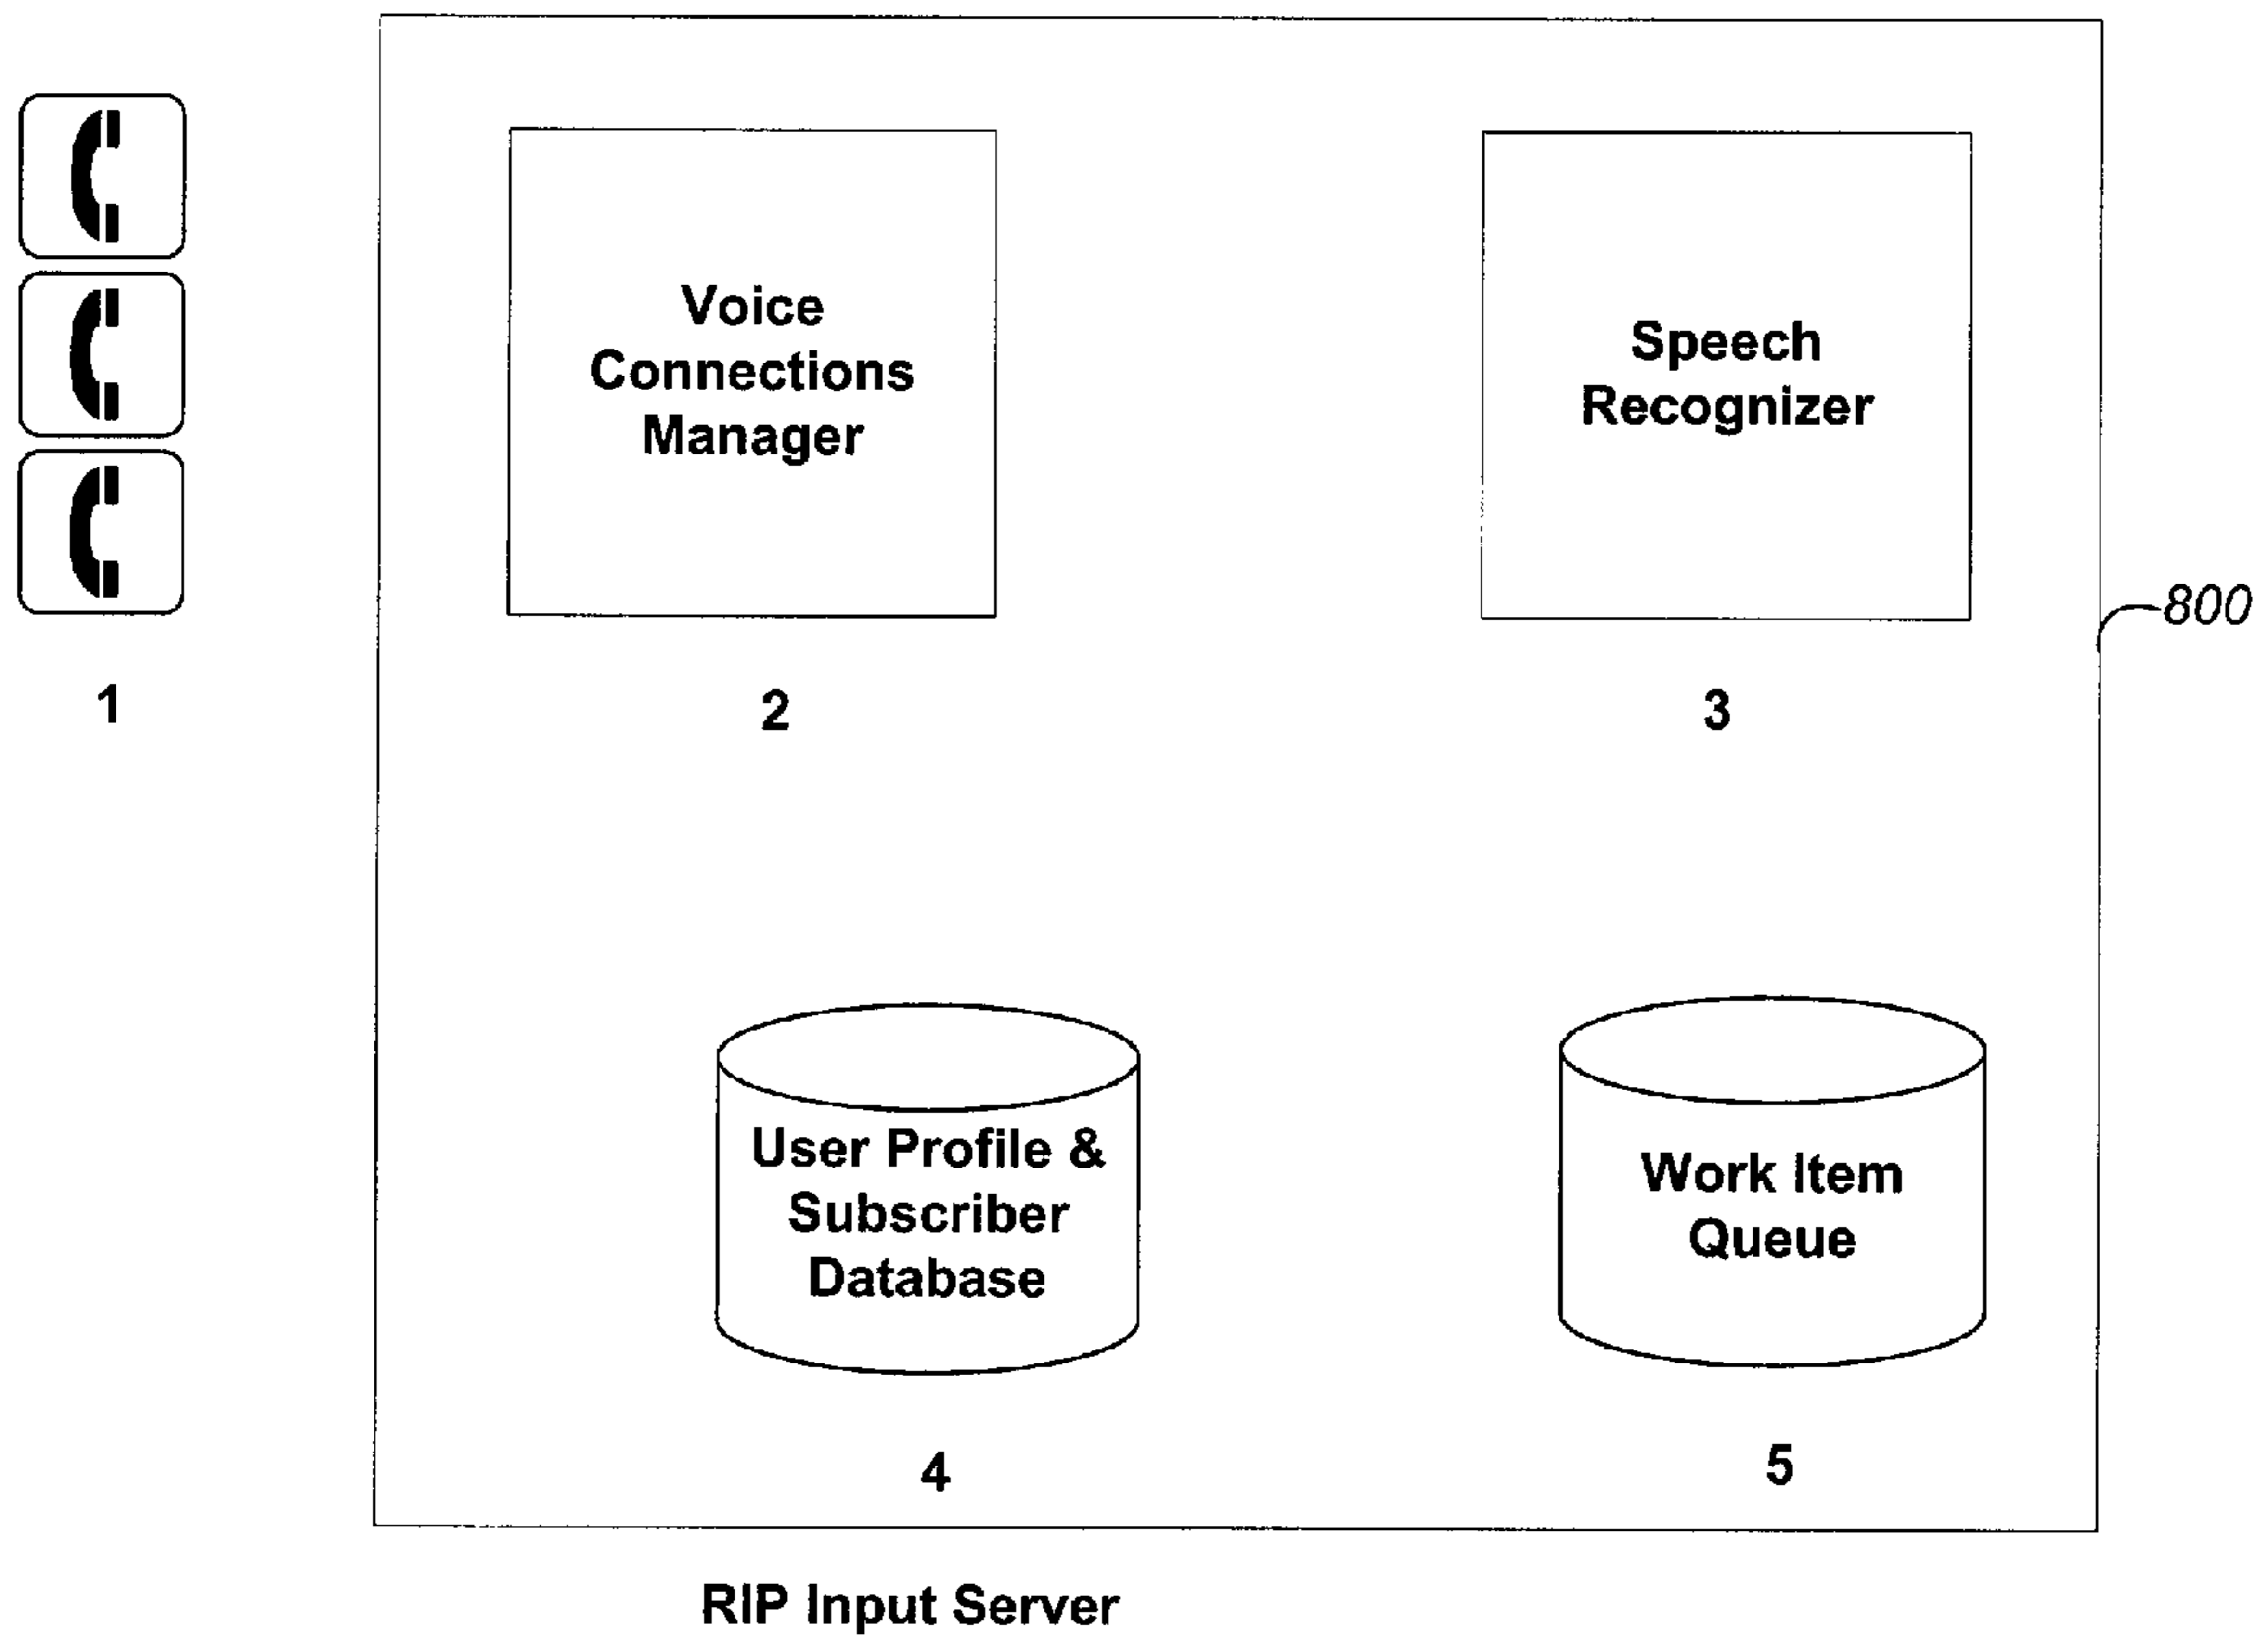 Voice
Connections
Manager
Speech
Recognizer
800
1
2
3
User Profile &
Subscriber
Database
Work Item
Queue
4
5
RIP Input Server